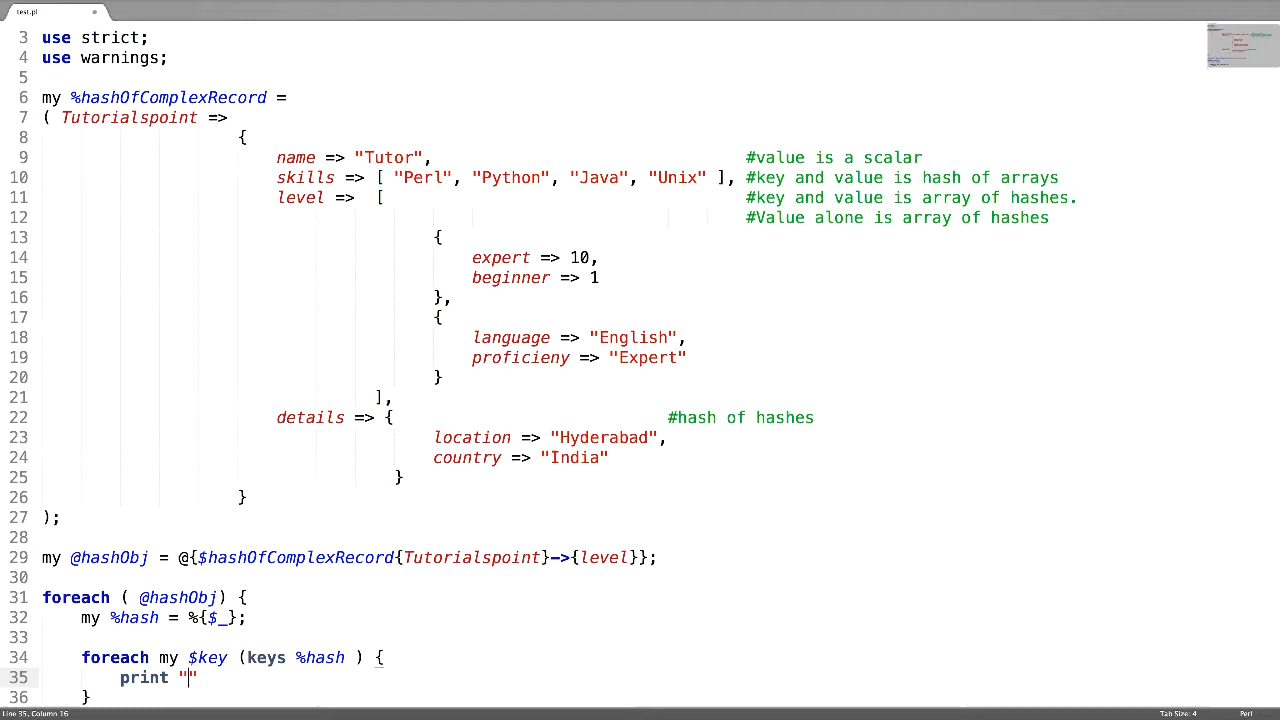 test.pl
3 use strict;
4 use warnings;
5
6 my %hashOfComplexRecord =
7 ( Tutorialspoint =>
8 {
9 name => "Tutor", #value is a scalar
10 skills => [ "Perl", "Python", "Java", "Unix" ], #key and value is hash of arrays
11 level => [ #key and value is array of hashes.
12 #Value alone is array of hashes
13 {
14 expert => 10,
15 beginner => 1
16 },
17 {
18 language => "English",
19 proficieny => "Expert"
20 }
21 ],
22 details => { #hash of hashes
23 location => "Hyderabad",
24 country => "India"
25 }
26 }
27 );
28
29 my @hashObj = @{$hashOfComplexRecord{Tutorialspoint}->{level}};
30
31 foreach ( @hashObj) {
32 my %hash = %{$_};
33
34 foreach my $key (keys %hash ) {
35 print ""
36 }
Line 35, Column 16 Tab Size: 4 Perl